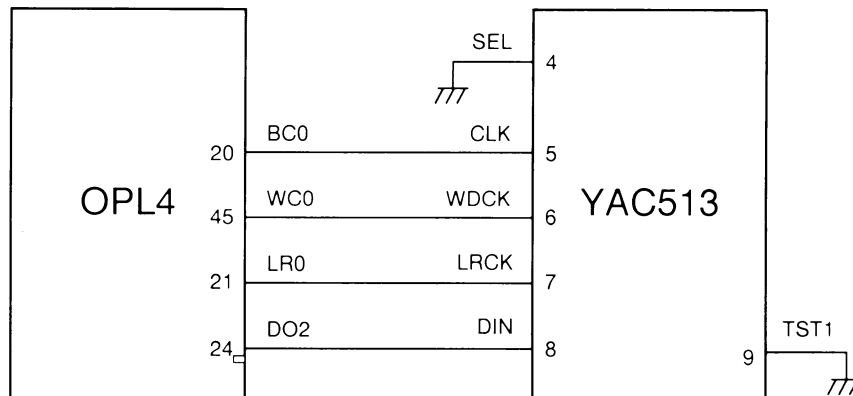 SEL
4
BC0 CLK
20 5
OPL4 YAC513
WC0 WDCK
45 6
LR0 LRCK
21 7
DO2 DIN TST1
24 8 9